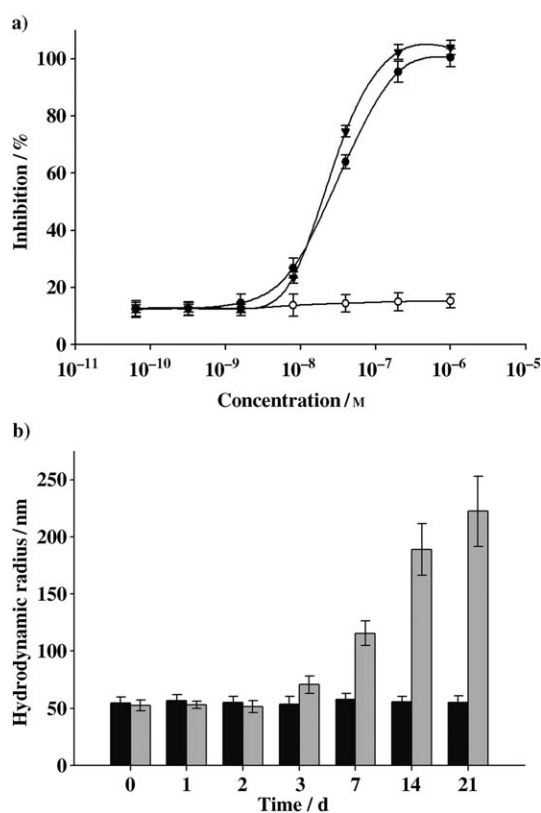 a)
100
80
60
40
20
0
Inhibition / %
10⁻¹¹ 10⁻¹⁰ 10⁻⁹ 10⁻⁸ 10⁻⁷ 10⁻⁶ 10⁻⁵
Concentration / M
b)
250
200
150
100
50
0
Hydrodynamic radius / nm
0 1 2 3 7 14 21
Time / d